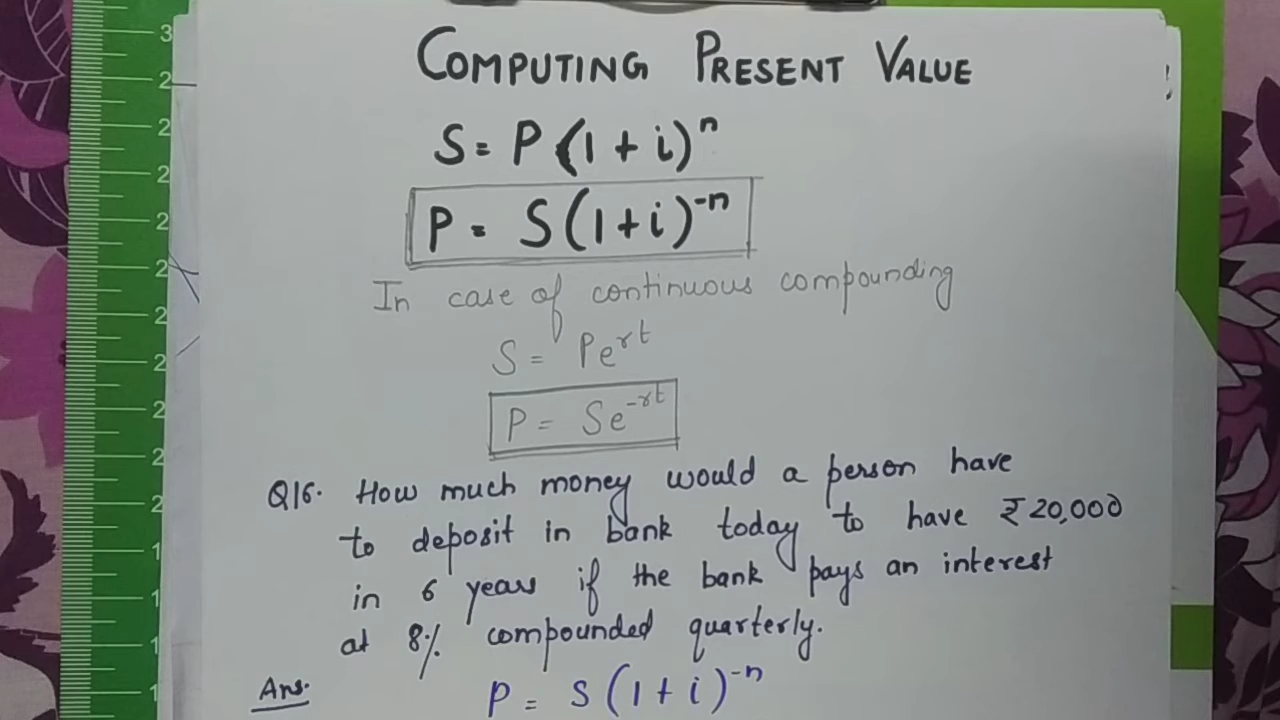 COMPUTING PRESENT VALUE
S = P(1 + i)ⁿ
P = S(1+i)⁻ⁿ
In case of continuous compounding
S = Pe^rt
P = Se^-rt
Q16. How much money would a person have
to deposit in bank today to have ₹20,000
in 6 years if the bank pays an interest
at 8% compounded quarterly.
Ans. P = S(1 + i)⁻ⁿ